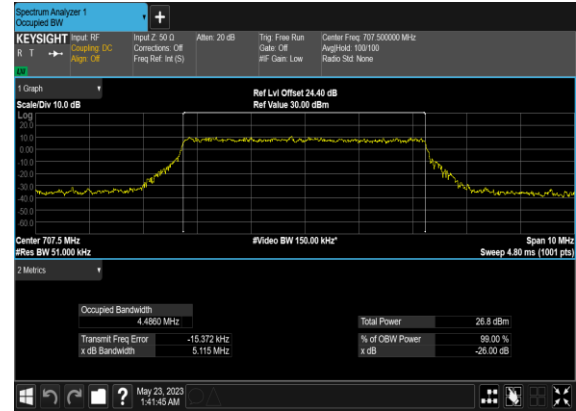 Spectrum Analyzer 1
Occupied BW
KEYSIGHT
R T
LU
Input: RF
Coupling: DC
Align: Off
Input Z: 50 Ω
Corrections: Off
Freq Ref: Int (S)
Atten: 20 dB
Trig: Free Run
Gate: Off
#IF Gain: Low
Center Freq: 707.500000 MHz
Avg|Hold: 100/100
Radio Std: None
1 Graph
Scale/Div 10.0 dB
Ref Lvl Offset 24.40 dB
Ref Value 30.00 dBm
Log
20.0
10.0
0.00
-10.0
-20.0
-30.0
-40.0
-50.0
-60.0
Center 707.5 MHz
#Res BW 51.000 kHz
#Video BW 150.00 kHz*
Span 10 MHz
Sweep 4.80 ms (1001 pts)
2 Metrics
Occupied Bandwidth
4.4860 MHz
Total Power 26.8 dBm
Transmit Freq Error -15.372 kHz
% of OBW Power 99.00 %
x dB Bandwidth 5.115 MHz
x dB -26.00 dB
?
May 23, 2023
1:41:45 AM